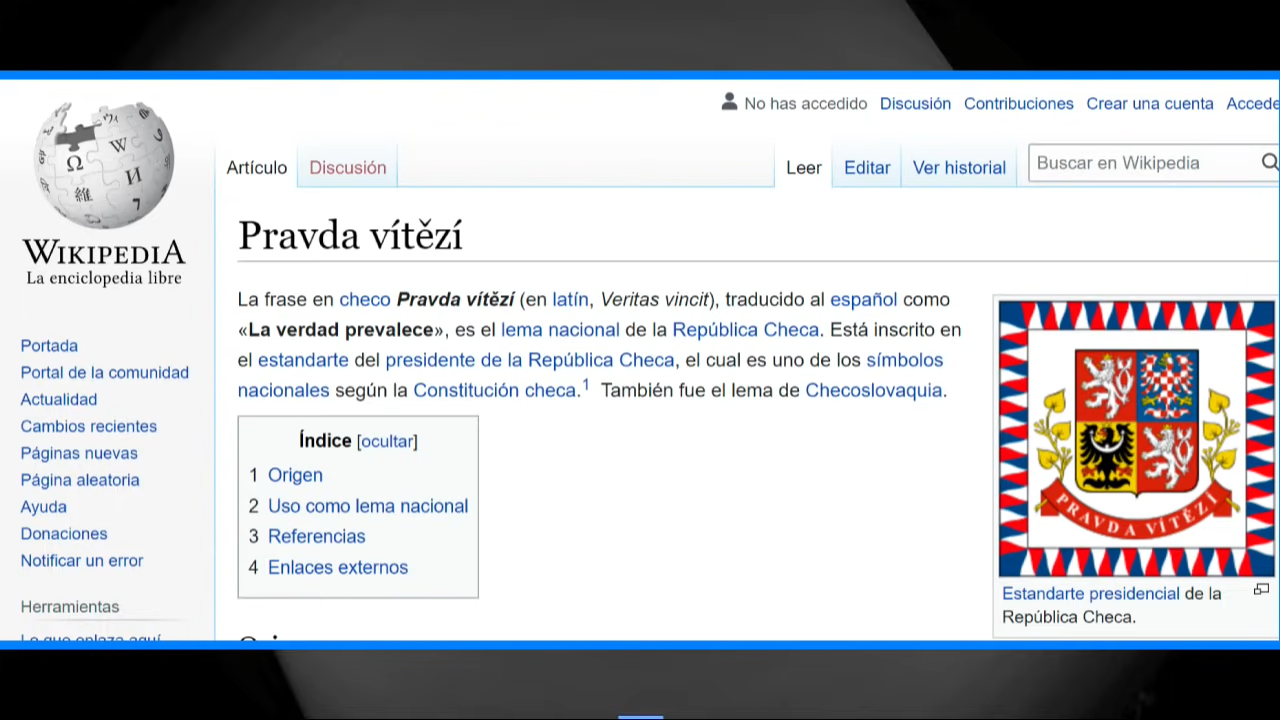 No has accedido Discusión Contribuciones Crear una cuenta Accede
Artículo Discusión Leer Editar Ver historial Buscar en Wikipedia
WIKIPEDIA
La enciclopedia libre
Portada
Portal de la comunidad
Actualidad
Cambios recientes
Páginas nuevas
Página aleatoria
Ayuda
Donaciones
Notificar un error
Herramientas
Lo que enlaza aquí
Pravda vítězí
La frase en checo Pravda vítězí (en latín, Veritas vincit), traducido al español como
«La verdad prevalece», es el lema nacional de la República Checa. Está inscrito en
el estandarte del presidente de la República Checa, el cual es uno de los símbolos
nacionales según la Constitución checa.1 También fue el lema de Checoslovaquia.
Índice [ocultar]
1 Origen
2 Uso como lema nacional
3 Referencias
4 Enlaces externos
PRAVDA VÍTĚZÍ
Estandarte presidencial de la
República Checa.